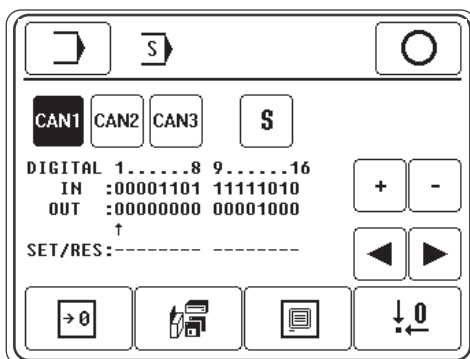 S
CAN1 CAN2 CAN3 S
DIGITAL 1......8 9......16
IN :00001101 11111010
OUT :00000000 00001000
↑
SET/RES:-------- --------
+ -
→0 ↓0